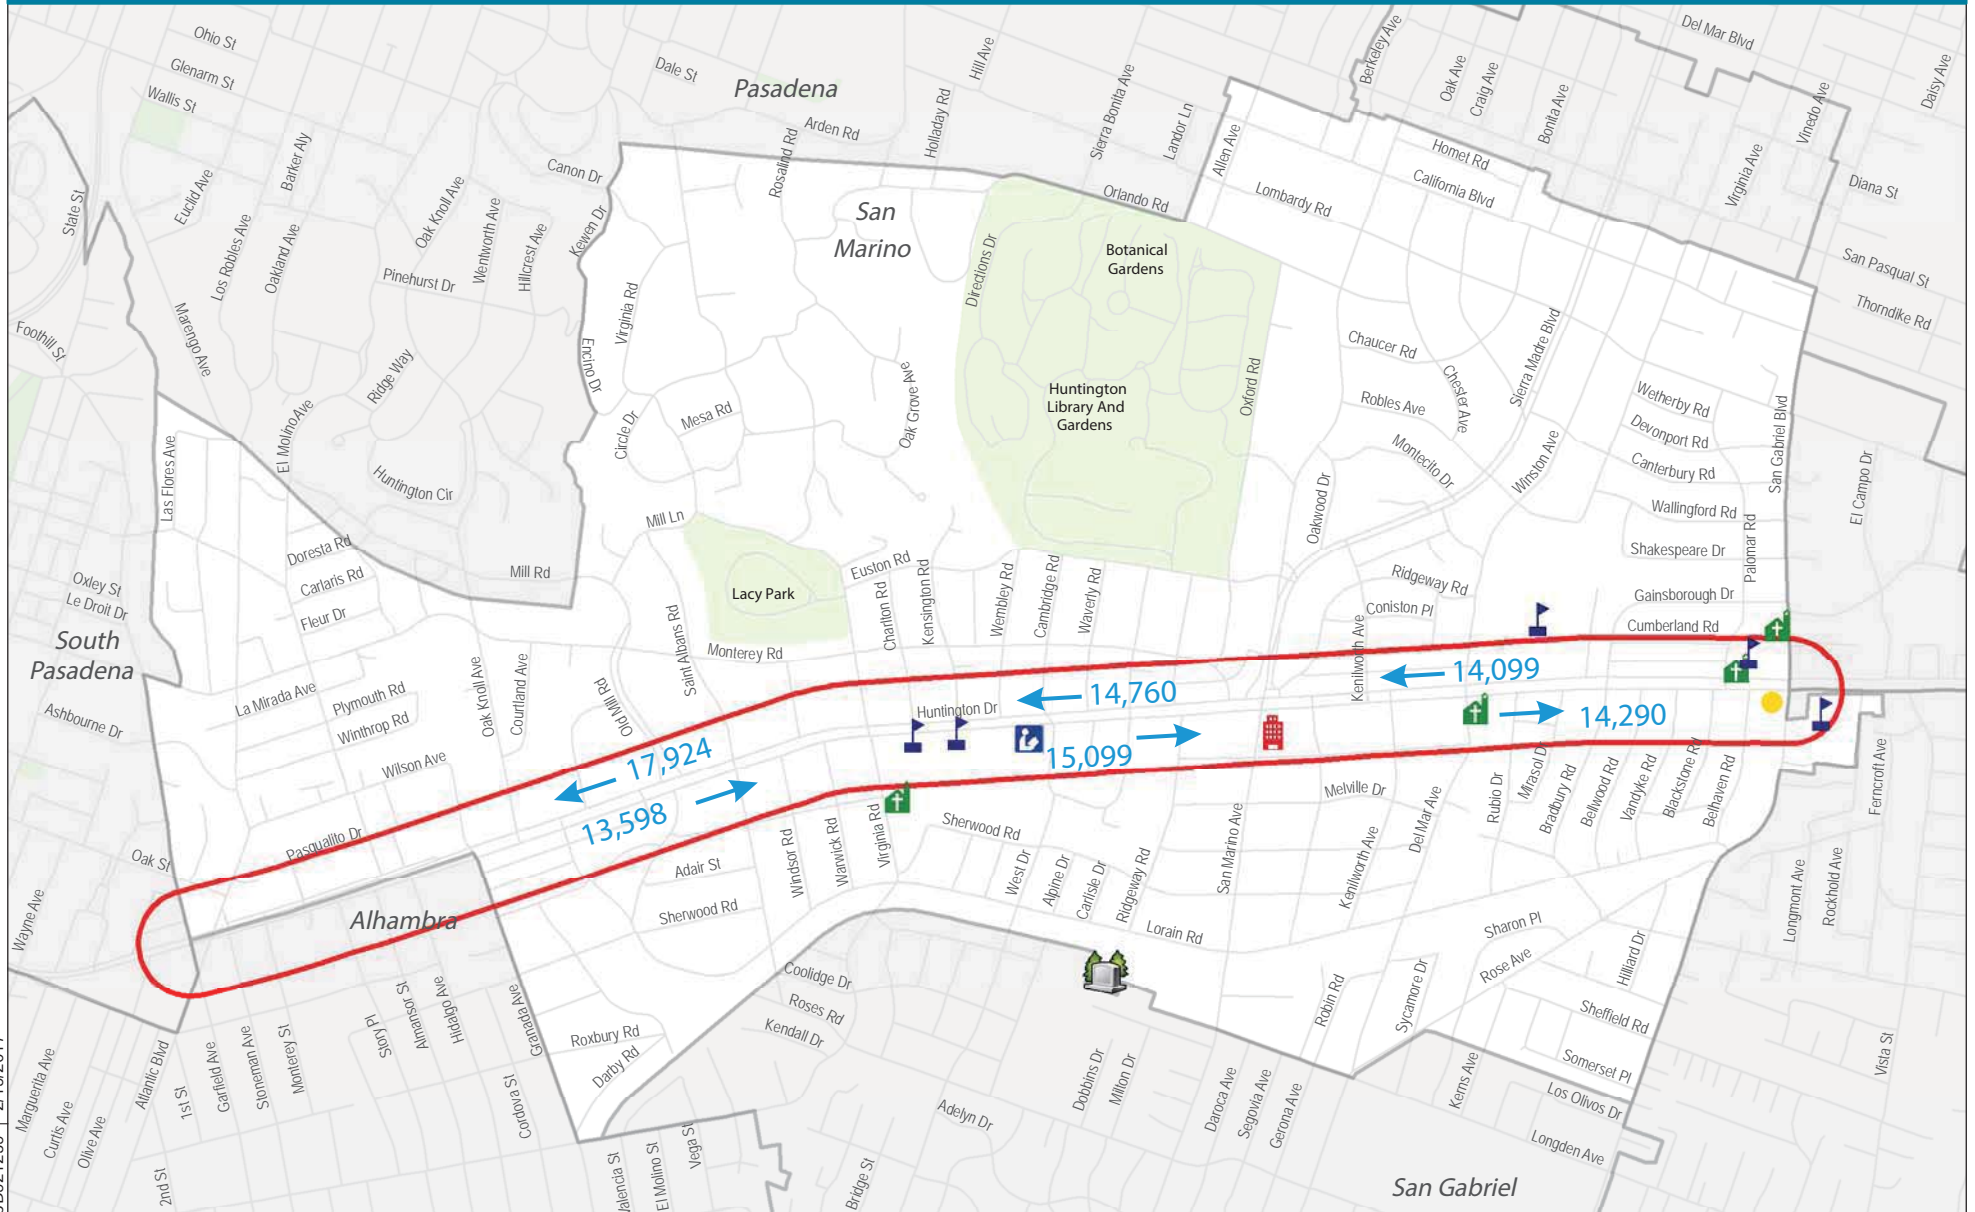 Ohio St
Glenarm St
Wallis St
Dale St
Pasadena
Hill Ave
Berkeley Ave
Del Mar Blvd
Oak Ave
Craig Ave
Bonita Ave
Vinedo Ave
Daisy Ave
Arden Rd
Holladay Rd
Sierra Bonita Ave
Landor Ln
Allen Ave
Homet Rd
California Blvd
Virginia Ave
Diana St
State St
Euclid Ave
Barker Aly
Canon Dr
Rosalind Rd
Orlando Rd
Lombardy Rd
San
Marino
Los Robles Ave
Oakland Ave
Oak Knoll Ave
Wentworth Ave
Hillcrest Ave
Kewen Dr
Pinehurst Dr
Directions Dr
Botanical
Gardens
San Pasqual St
Thorndike Rd
Foothill St
Marengo Ave
Virginia Rd
Encino Dr
Ridge Way
El Molino Ave
Huntington Cir
Circle Dr
Mesa Rd
Oak Grove Ave
Huntington
Library And
Gardens
Oxford Rd
Chaucer Rd
Robles Ave
Chester Ave
Sierra Madre Blvd
Montecito Dr
Winston Ave
Wetherby Rd
Devonport Rd
Canterbury Rd
Wallingford Rd
Shakespeare Dr
San Gabriel Blvd
Palomar Rd
El Campo Dr
Las Flores Ave
Oakwood Dr
Mill Ln
Doresta Rd
Carlaris Rd
Fleur Dr
Mill Rd
Lacy Park
Euston Rd
Charlton Rd
Kensington Rd
Wembley Rd
Cambridge Rd
Waverly Rd
Ridgeway Rd
Coniston Pl
Gainsborough Dr
Cumberland Rd
Oxley St
Le Droit Dr
South
Pasadena
Ashbourne Dr
Saint Albans Rd
Monterey Rd
Kenilworth Ave
La Mirada Ave
Plymouth Rd
Winthrop Rd
Wilson Ave
Oak Knoll Ave
Courtland Ave
Old Mill Rd
Huntington Dr
14,760
14,099
14,290
15,099
17,924
13,598
Pasqualito Dr
Oak St
Wayne Ave
Alhambra
Adair St
Sherwood Rd
Windsor Rd
Warwick Rd
Virginia Rd
Sherwood Rd
West Dr
Alpine Dr
Carlisle Dr
Ridgeway Rd
San Marino Ave
Melville Dr
Kenilworth Ave
Del Mar Ave
Rubio Dr
Mirasol Dr
Bradbury Rd
Bellwood Rd
Vandyke Rd
Blackstone Rd
Belhaven Rd
Ferncroft Ave
Longmont Ave
Rockhold Ave
Lorain Rd
Sharon Pl
Rose Ave
Hilliard Dr
Robin Rd
Sycamore Dr
Sheffield Rd
Somerset Pl
Coolidge Dr
Roses Rd
Kendall Dr
Roxbury Rd
Darby Rd
Story Pl
Almansor St
Hidalgo Ave
Granada Ave
Cordova St
Marguerita Ave
Curtis Ave
Olive Ave
Atlantic Blvd
1st St
Garfield Ave
Stoneman Ave
Monterey St
2nd St
El Molino St
Vega St
Bridge St
Adelyn Dr
Dobbins Dr
Milton Dr
Daroca Ave
Segovia Ave
Gerona Ave
Kerns Ave
Los Olivos Dr
Longden Ave
Vista St
San Gabriel